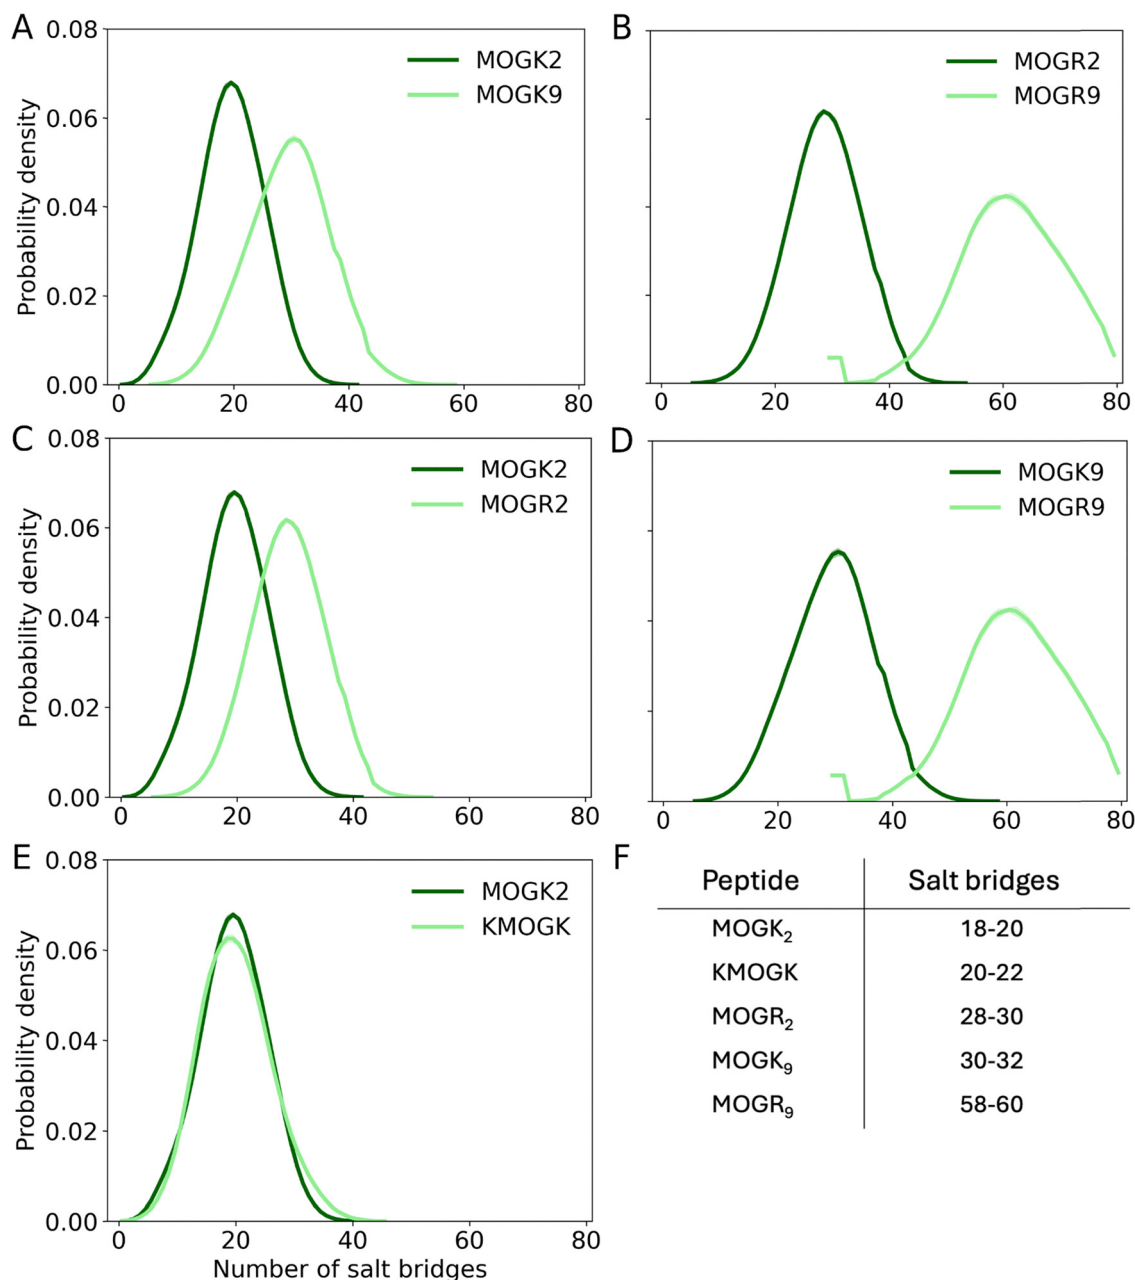 A
B
0.08
MOGK2
MOGK9
MOGR2
MOGR9
0.06
0.04
0.02
0.00
Probability density
0 20 40 60 80
0 20 40 60 80
C
D
0.08
MOGK2
MOGR2
MOGK9
MOGR9
0.06
0.04
0.02
0.00
Probability density
0 20 40 60 80
0 20 40 60 80
E
0.08
MOGK2
KMOGK
0.06
0.04
0.02
0.00
Probability density
0 20 40 60 80
Number of salt bridges
F
Peptide Salt bridges
MOGK₂ 18-20
KMOGK 20-22
MOGR₂ 28-30
MOGK₉ 30-32
MOGR₉ 58-60